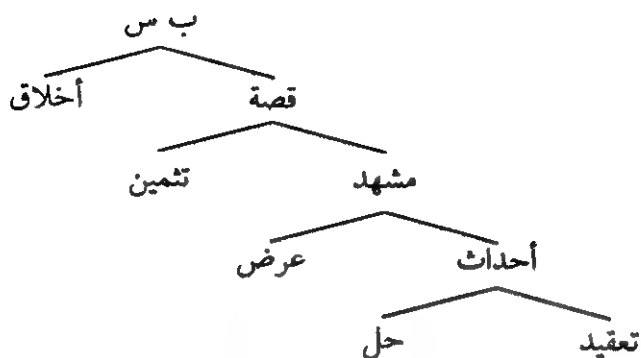 ب س
قصة أخلاق
مشهد تثمين
أحداث عرض
تعقيد حل